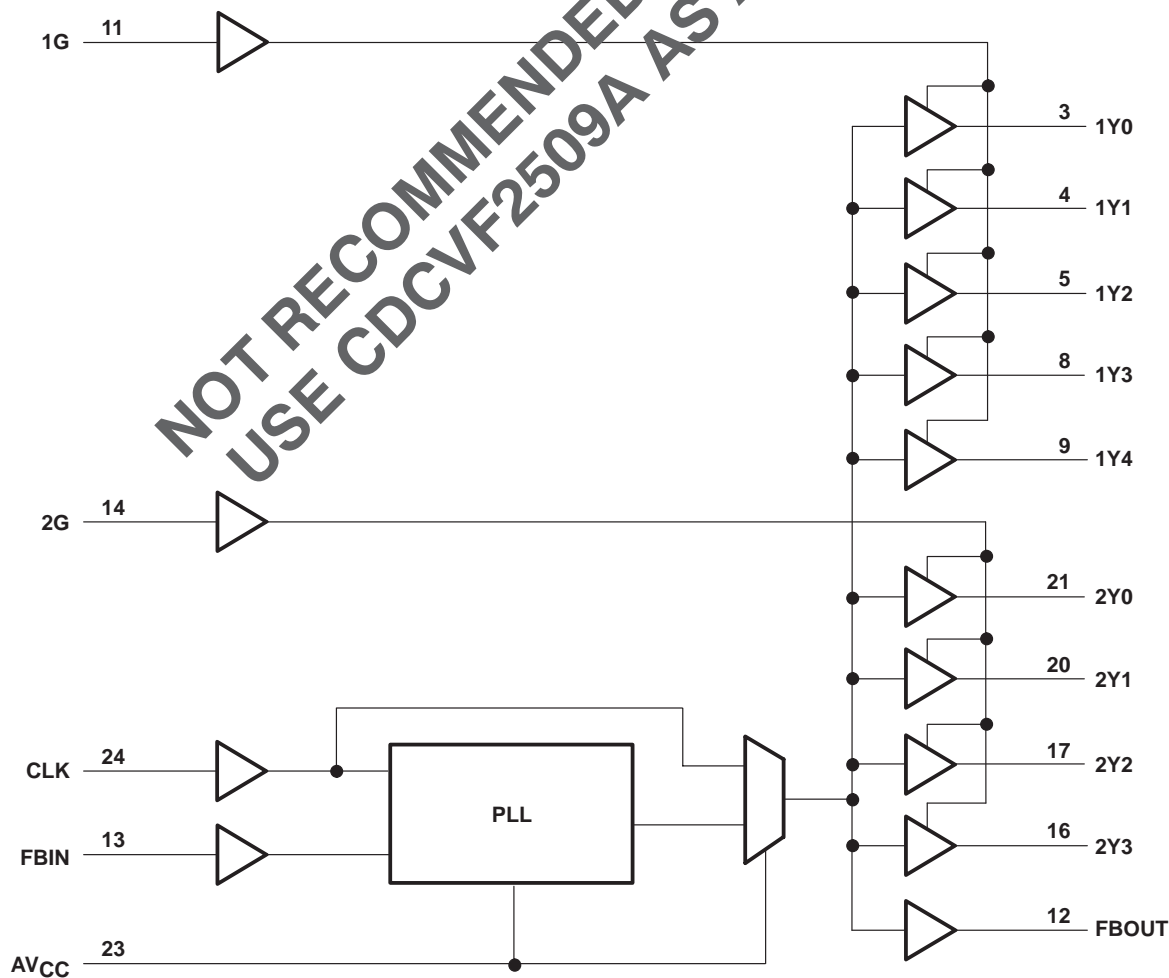 NOT RECOMMENDED
USE CDCVF2509A AS A
1G 11
3 1Y0
4 1Y1
5 1Y2
8 1Y3
9 1Y4
2G 14
21 2Y0
20 2Y1
17 2Y2
16 2Y3
12 FBOUT
CLK 24
FBIN 13
PLL
AVCC 23